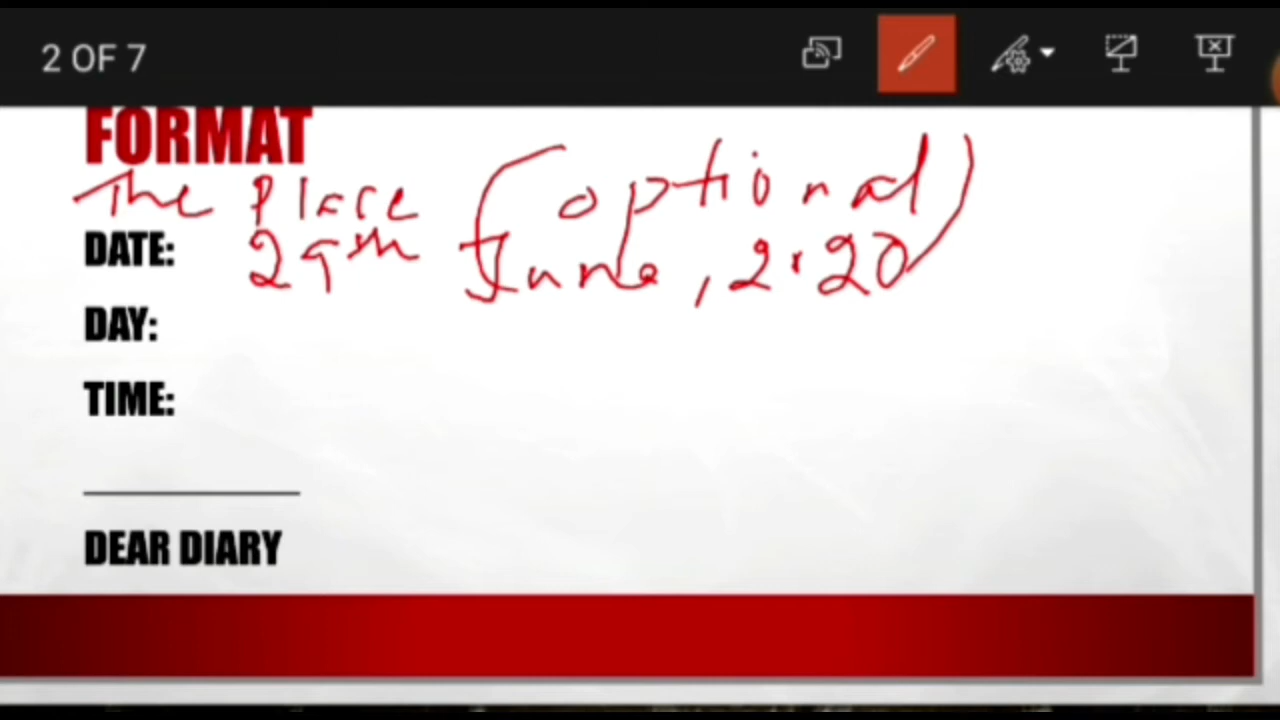 2 OF 7
FORMAT
The Place (optional)
DATE: 29th June, 2020
DAY:
TIME:
DEAR DIARY